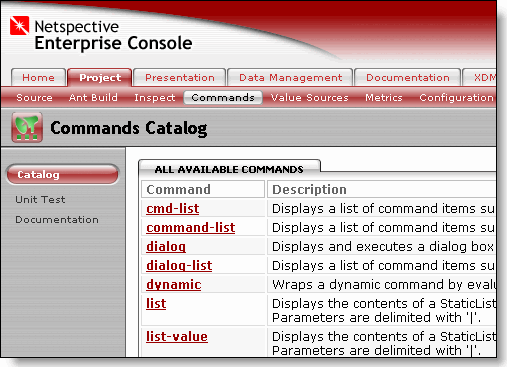 Netspective
Enterprise Console
Home Project Presentation Data Management Documentation XDM
Source Ant Build Inspect Commands Value Sources Metrics Configuration
Commands Catalog
Catalog
Unit Test
Documentation
ALL AVAILABLE COMMANDS
Command Description
cmd-list Displays a list of command items su
command-list Displays a list of command items su
dialog Displays and executes a dialog box
dialog-list Displays a list of command items su
dynamic Wraps a dynamic command by evalu
list Displays the contents of a StaticList
Parameters are delimited with '|'.
list-value Displays the contents of a StaticList
Parameters are delimited with '|'.